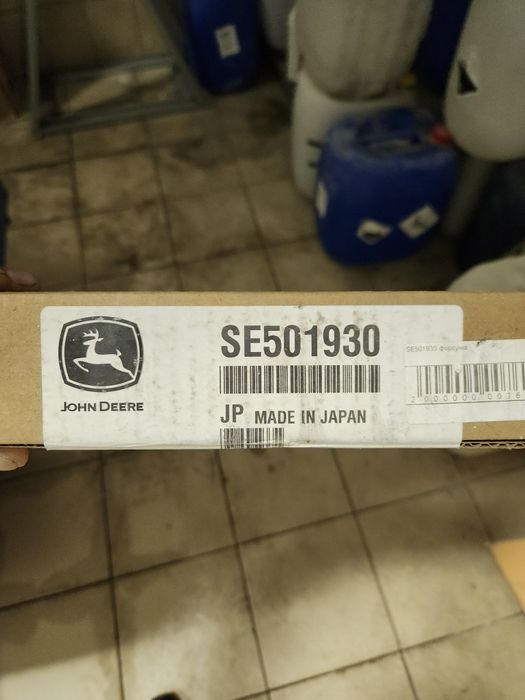 SE501930
JOHN DEERE
JP MADE IN JAPAN
SE501930 форсунка